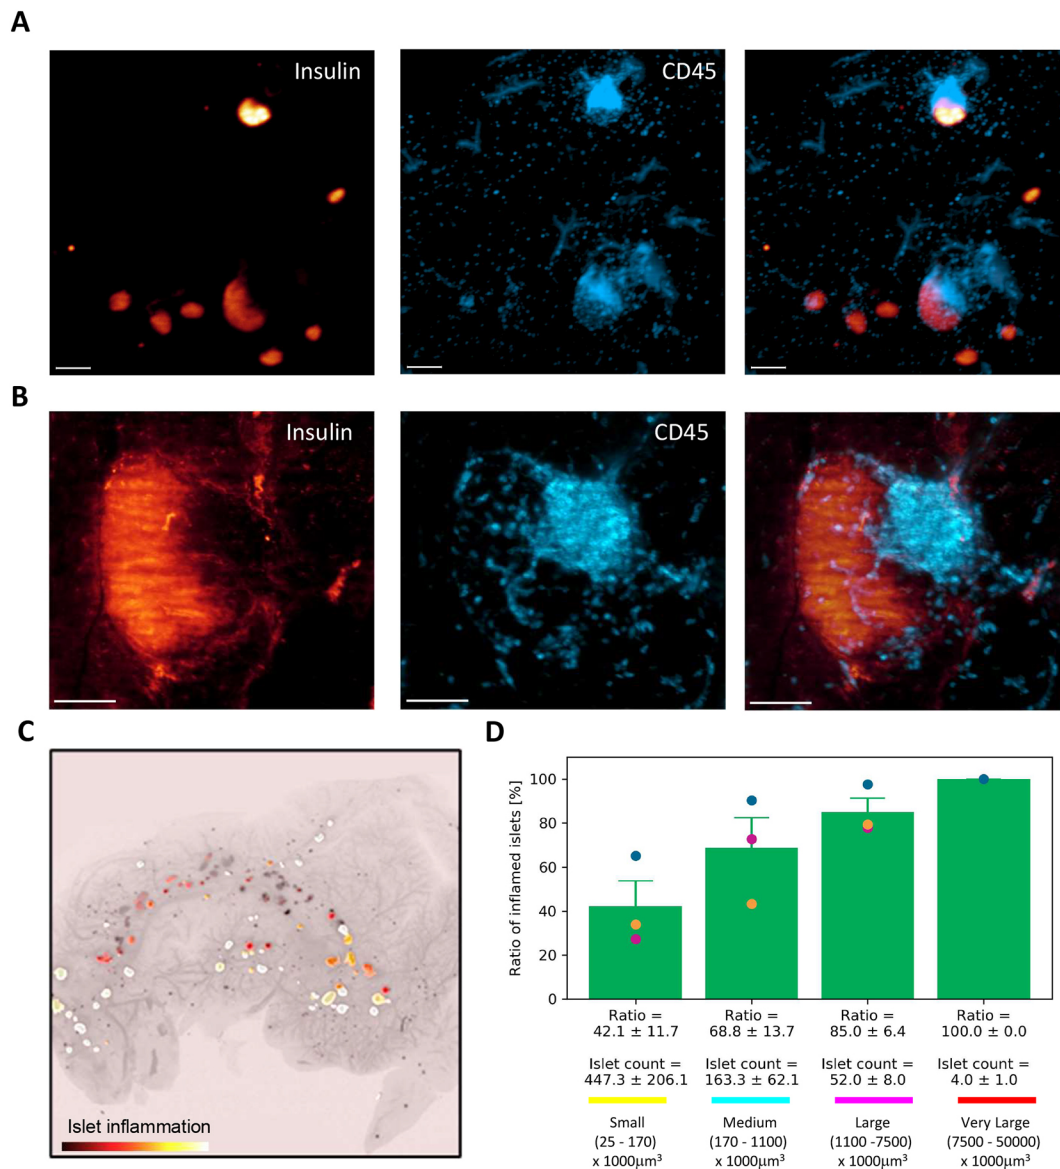 A
Insulin
CD45
B
Insulin
CD45
C
Islet inflammation
D
Ratio of inflamed islets [%]
100
80
60
40
20
0
Ratio =
42.1 ± 11.7
Ratio =
68.8 ± 13.7
Ratio =
85.0 ± 6.4
Ratio =
100.0 ± 0.0
Islet count =
447.3 ± 206.1
Islet count =
163.3 ± 62.1
Islet count =
52.0 ± 8.0
Islet count =
4.0 ± 1.0
Small
(25 - 170)
x 1000µm³
Medium
(170 - 1100)
x 1000µm³
Large
(1100 -7500)
x 1000µm³
Very Large
(7500 - 50000)
x 1000µm³